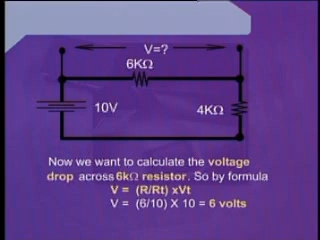 V=?
6KΩ
10V
4KΩ
Now we want to calculate the voltage
drop across 6kΩ resistor. So by formula
V = (R/Rt) xVt
V = (6/10) X 10 = 6 volts